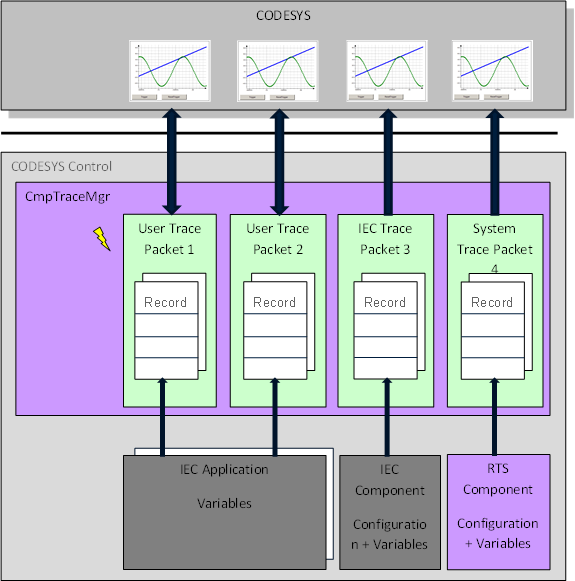 CODESYS
CODESYS Control
CmpTraceMgr
User Trace
Packet 1
User Trace
Packet 2
IEC Trace
Packet 3
System
Trace Packet
4
Record
Record
Record
Record
IEC Application
Variables
IEC
Component
Configuratio
n + Variables
RTS
Component
Configuration
+ Variables